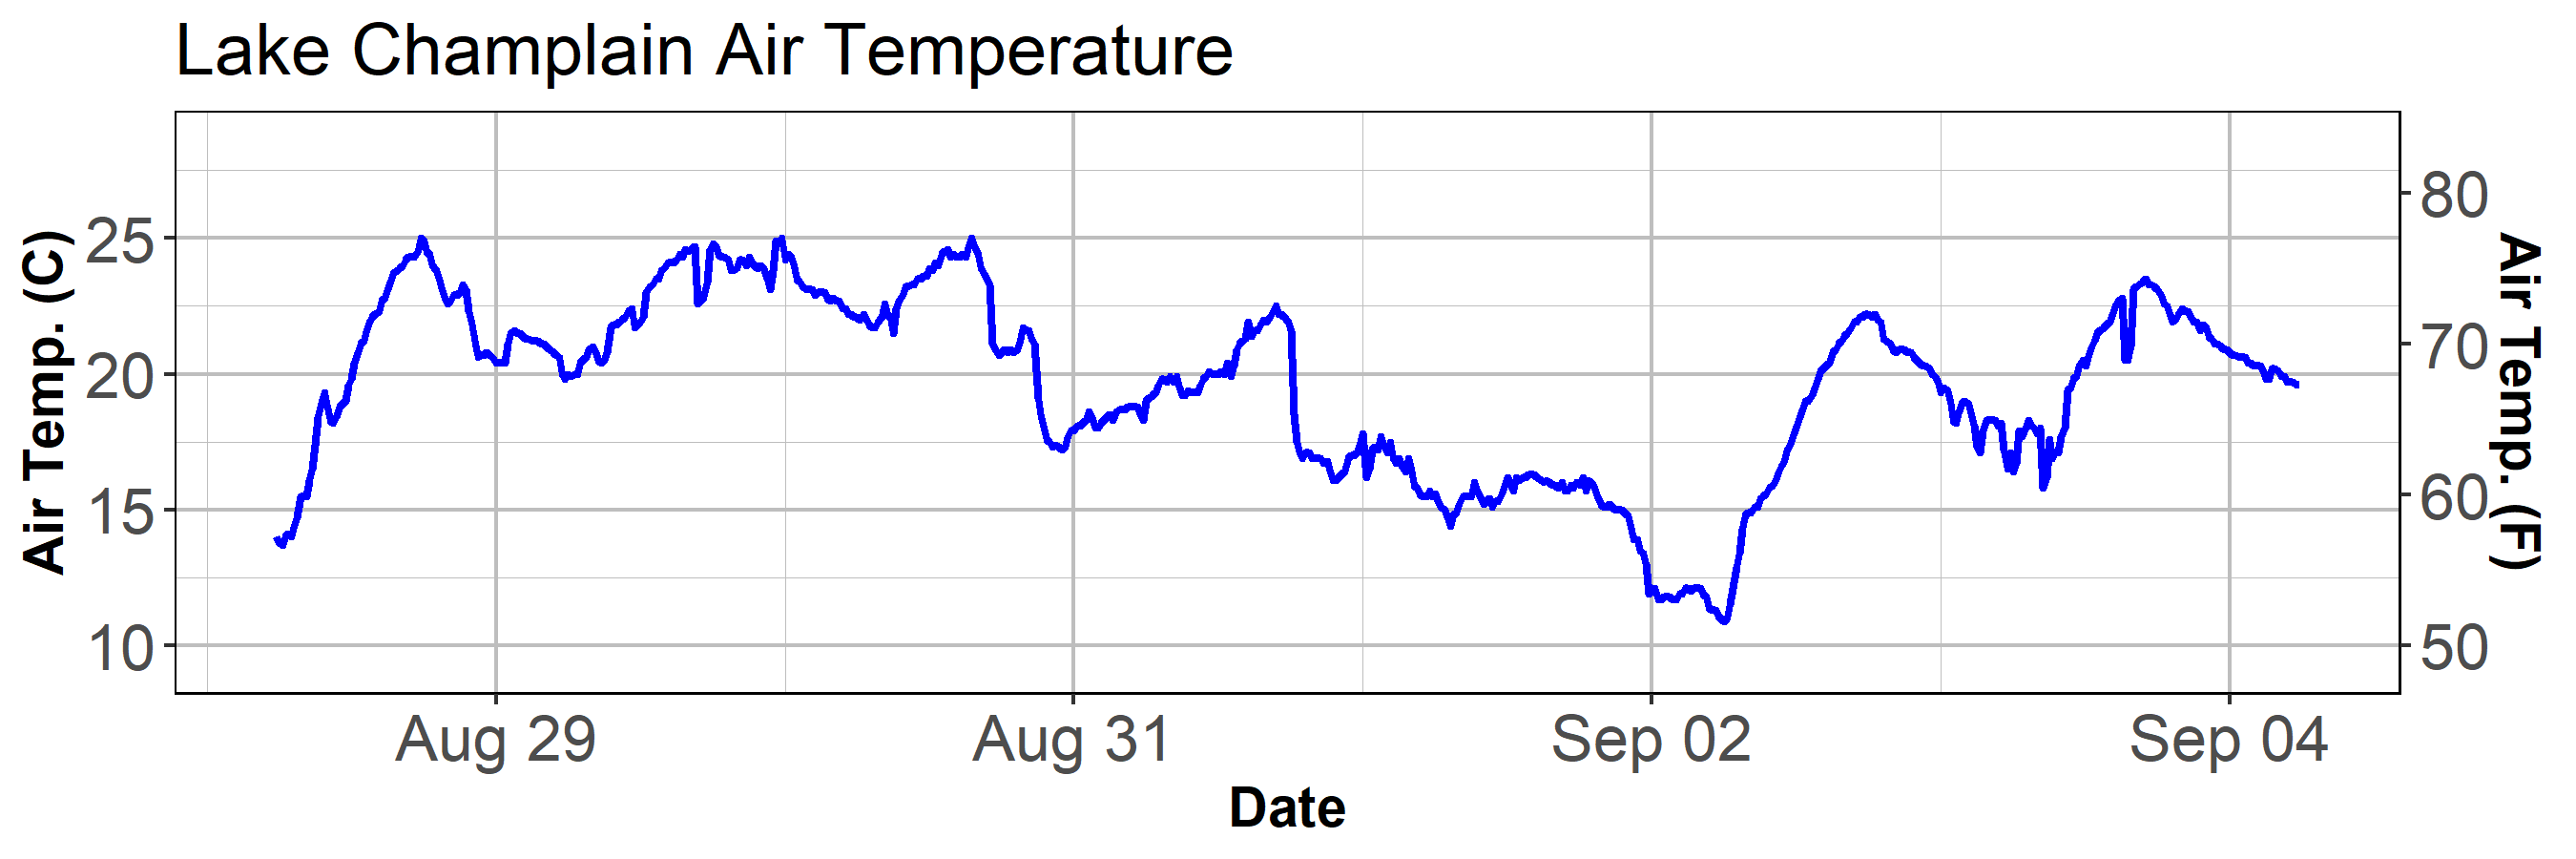 Lake Champlain Air Temperature
Air Temp. (C)
25
20
15
10
80
70
60
50
Air Temp. (F)
Aug 29
Aug 31
Sep 02
Sep 04
Date